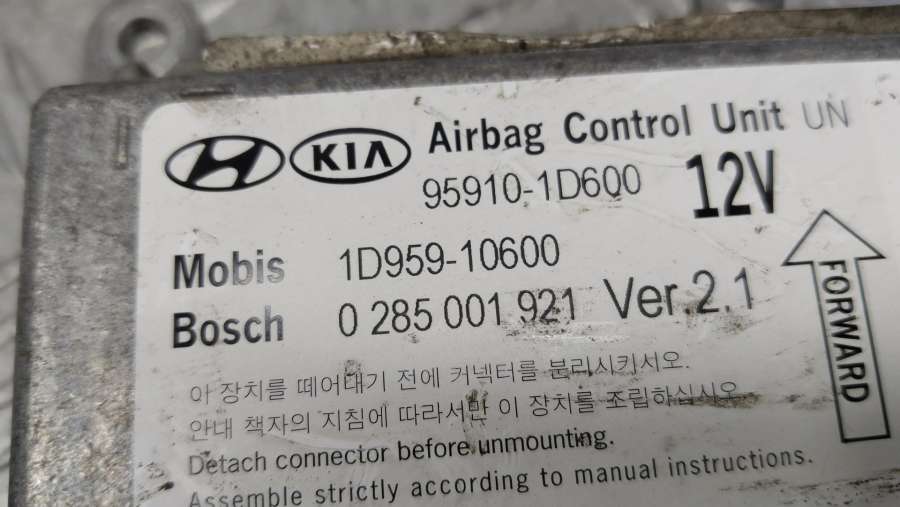 KIA Airbag Control Unit UN
95910-1D600 12V
Mobis 1D959-10600
Bosch 0 285 001 921 Ver.2.1
FORWARD
아 장치를 떼어내기 전에 커넥터를 분리시키시오.
안내 책자의 지침에 따라서만 이 장치를 조립하십시오.
Detach connector before unmounting.
Assemble strictly according to manual instructions.